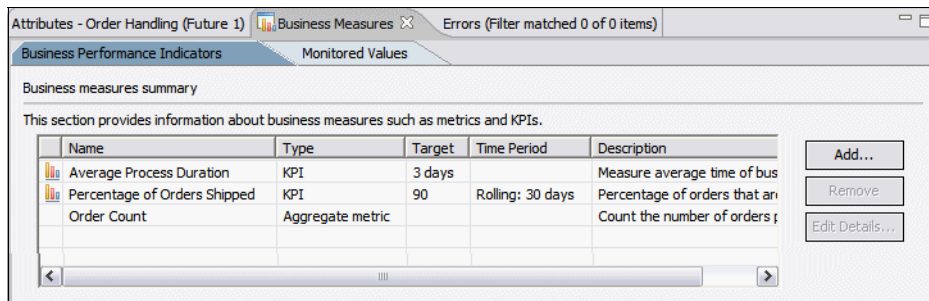 Attributes - Order Handling (Future 1) Business Measures Errors (Filter matched 0 of 0 items)
Business Performance Indicators Monitored Values
Business measures summary
This section provides information about business measures such as metrics and KPIs.
Name Type Target Time Period Description
Average Process Duration KPI 3 days Measure average time of bus
Percentage of Orders Shipped KPI 90 Rolling: 30 days Percentage of orders that are
Order Count Aggregate metric Count the number of orders p
Add...
Remove
Edit Details...